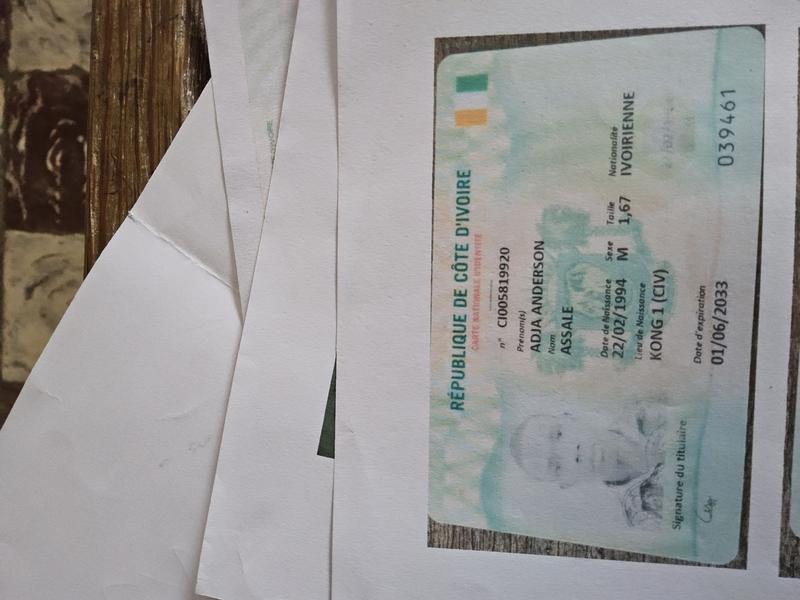 RÉPUBLIQUE DE CÔTE D'IVOIRE
CARTE NATIONALE D'IDENTITÉ
n° CI005819920
Prénom(s)
ADJA ANDERSON
Nom
ASSALE
Date de Naissance Sexe Taille Nationalité
22/02/1994 M 1,67 IVOIRIENNE
Lieu de Naissance
KONG 1 (CIV)
Signature du titulaire
Date d'expiration
01/06/2033
039461